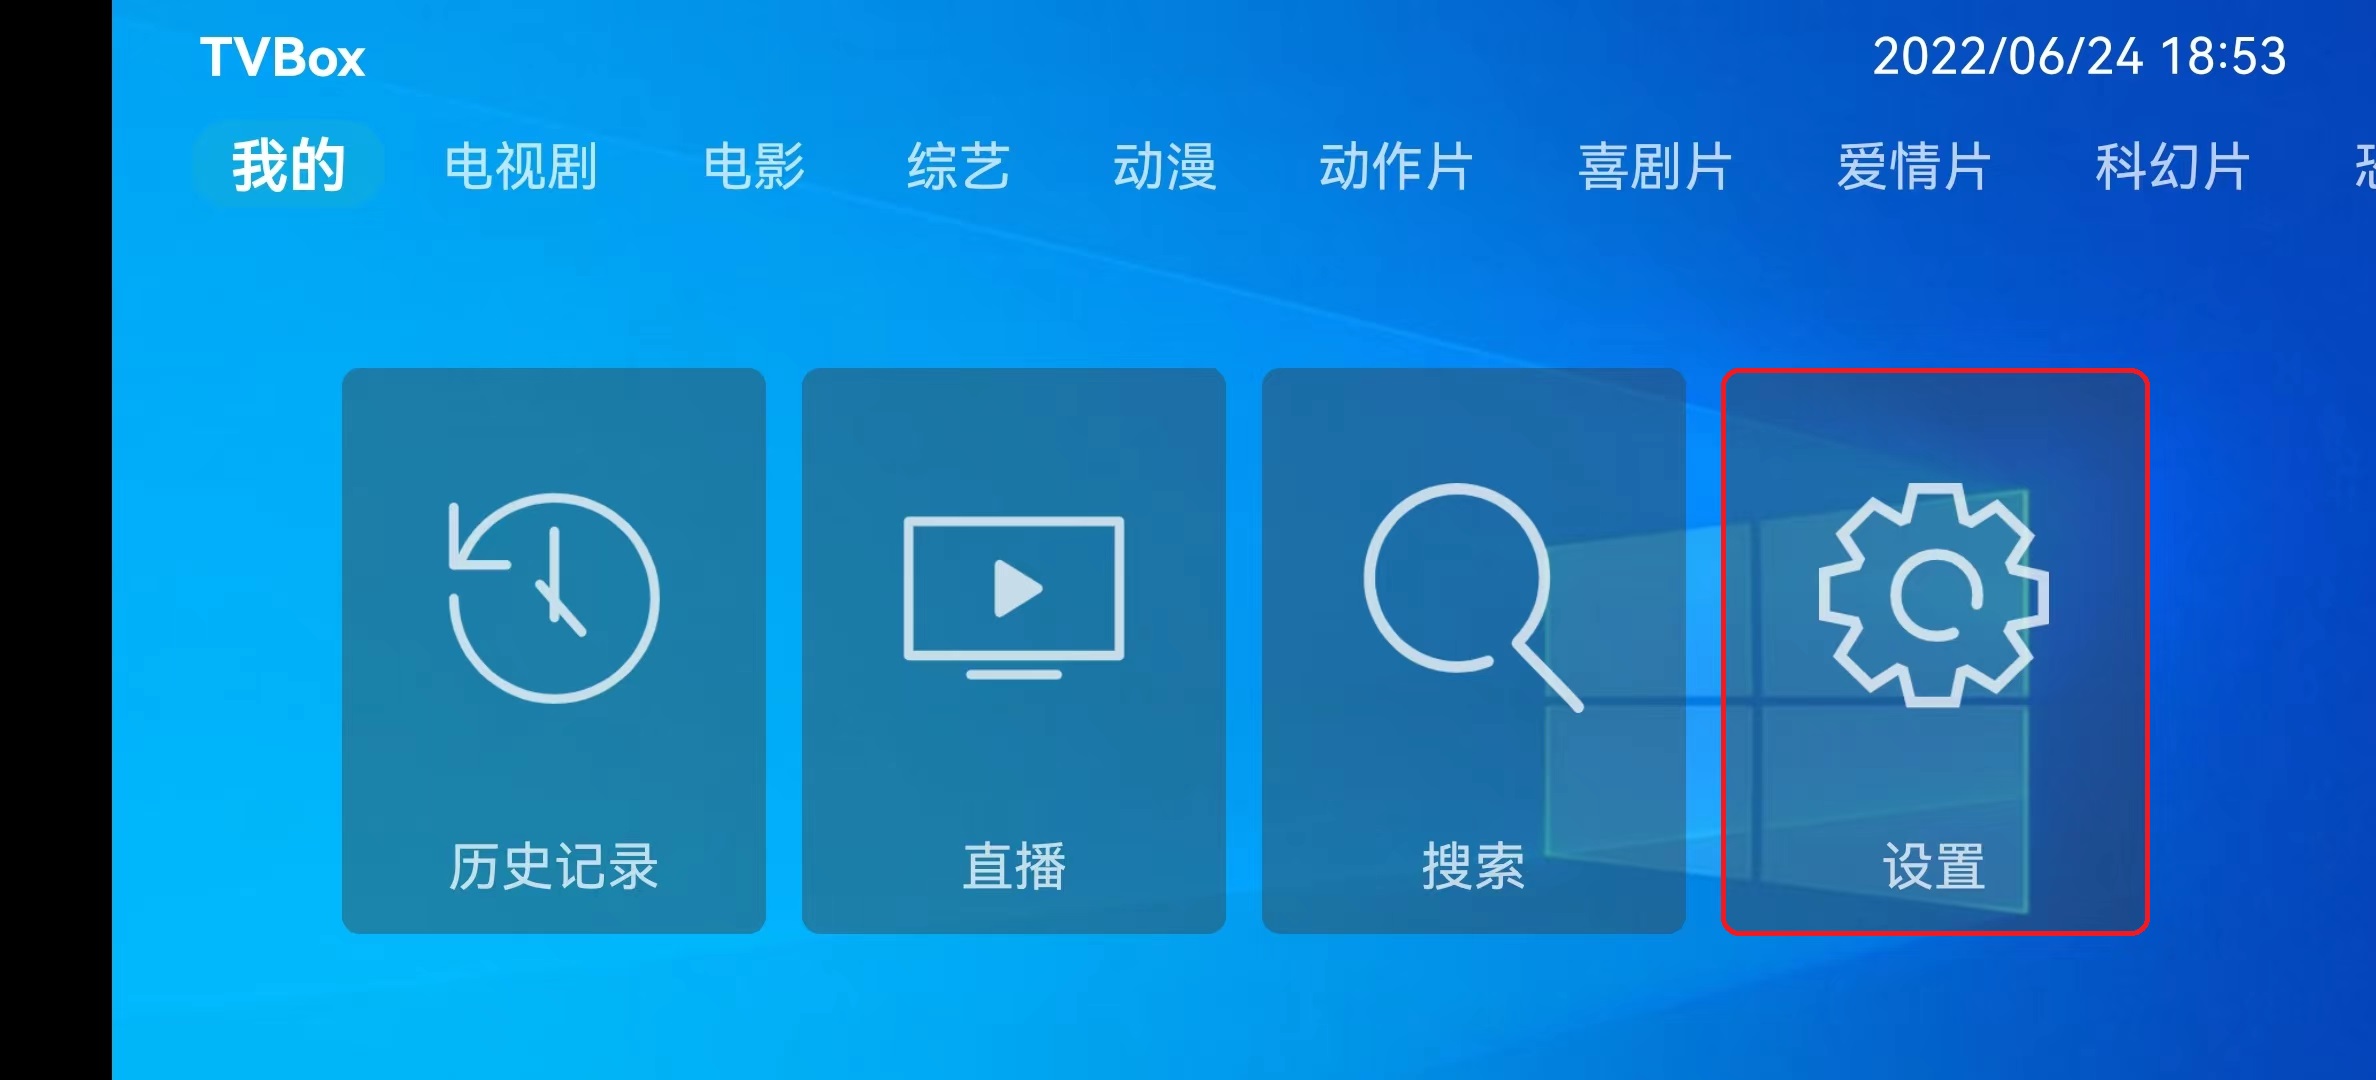 TVBox 2022/06/24 18:53
我的 电视剧 电影 综艺 动漫 动作片 喜剧片 爱情片 科幻片
历史记录 直播 搜索 设置